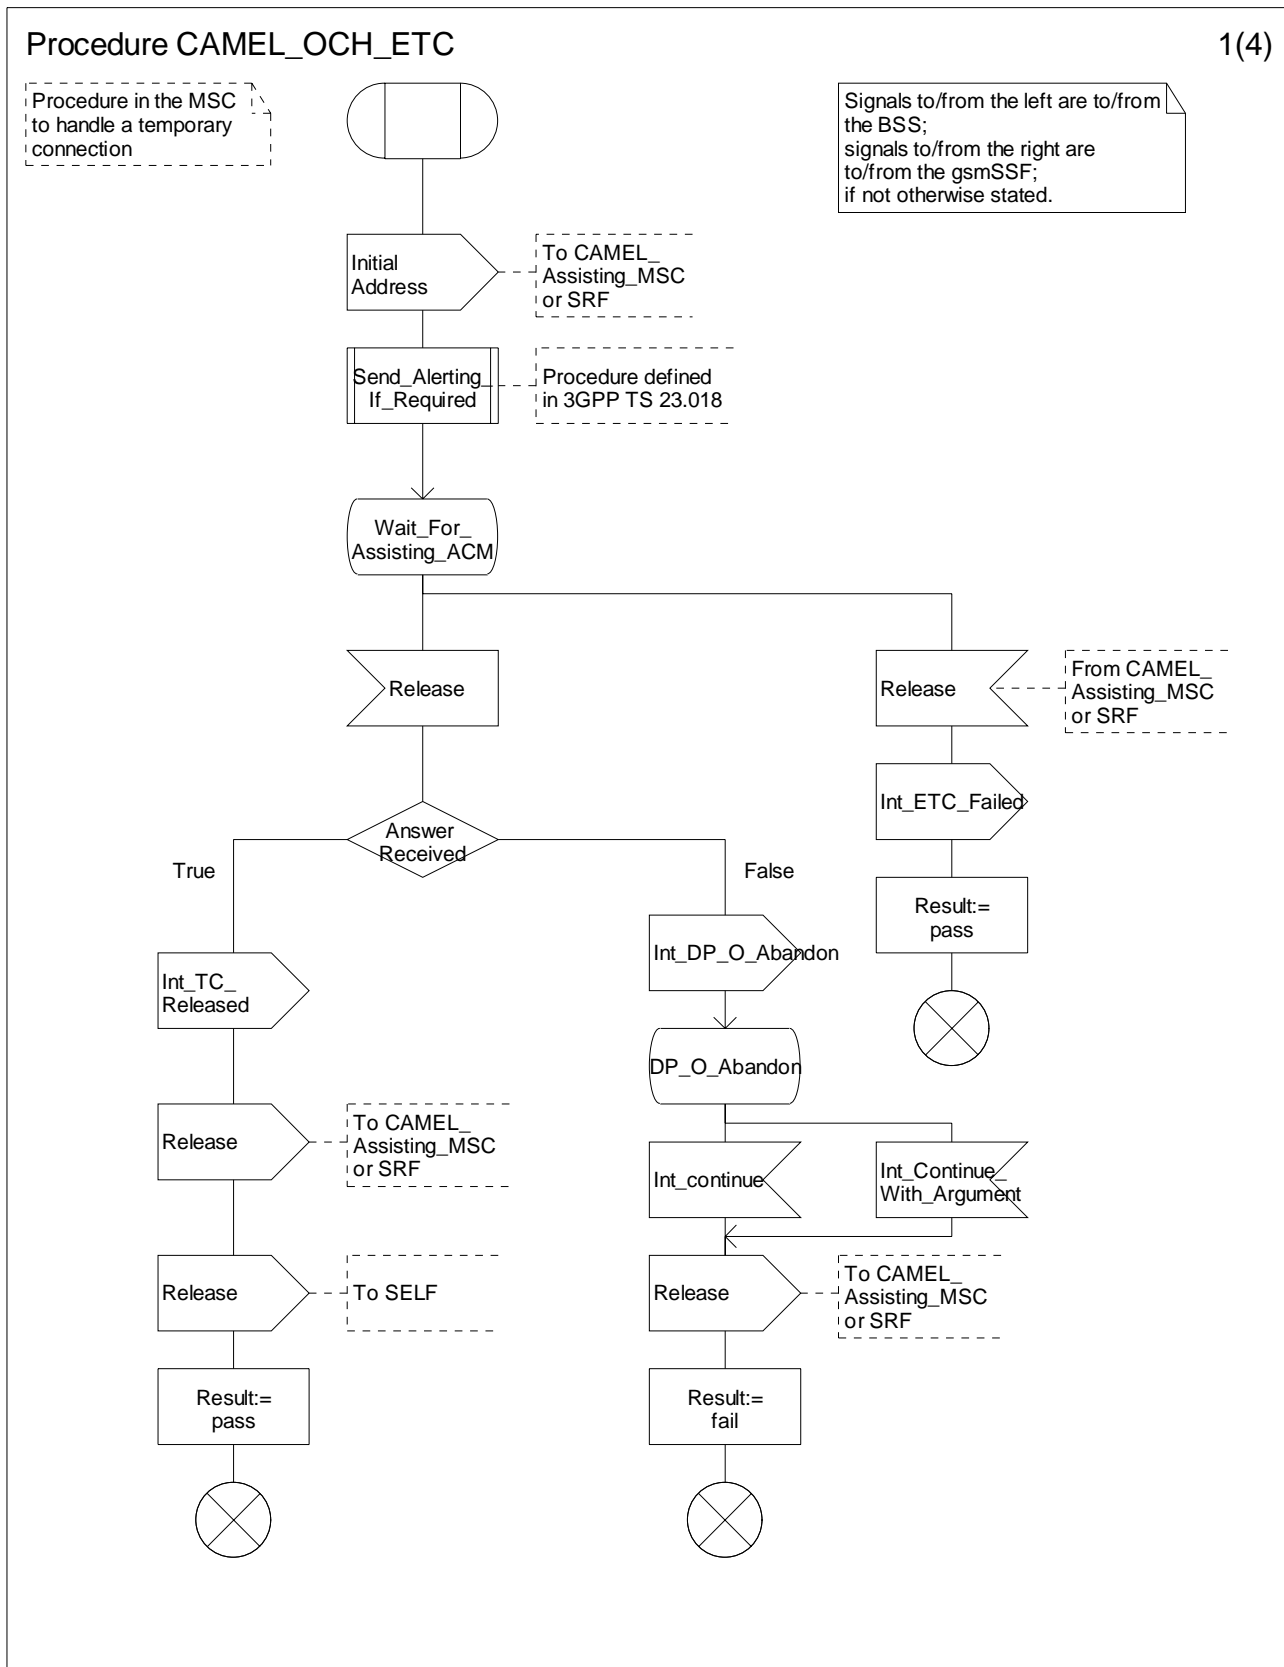 Procedure CAMEL_OCH_ETC
1(4)
Procedure in the MSC
to handle a temporary
connection
Signals to/from the left are to/from
the BSS;
signals to/from the right are
to/from the gsmSSF;
if not otherwise stated.
Initial
Address
To CAMEL_
Assisting_MSC
or SRF
Send_Alerting_
If_Required
Procedure defined
in 3GPP TS 23.018
Wait_For_
Assisting_ACM
Release
Release
From CAMEL_
Assisting_MSC
or SRF
Int_ETC_Failed
Answer
Received
True
False
Result:=
pass
Int_DP_O_Abandon
Int_TC_
Released
DP_O_Abandon
Release
To CAMEL_
Assisting_MSC
or SRF
Int_continue
Int_Continue_
With_Argument
Release
To SELF
Release
To CAMEL_
Assisting_MSC
or SRF
Result:=
pass
Result:=
fail